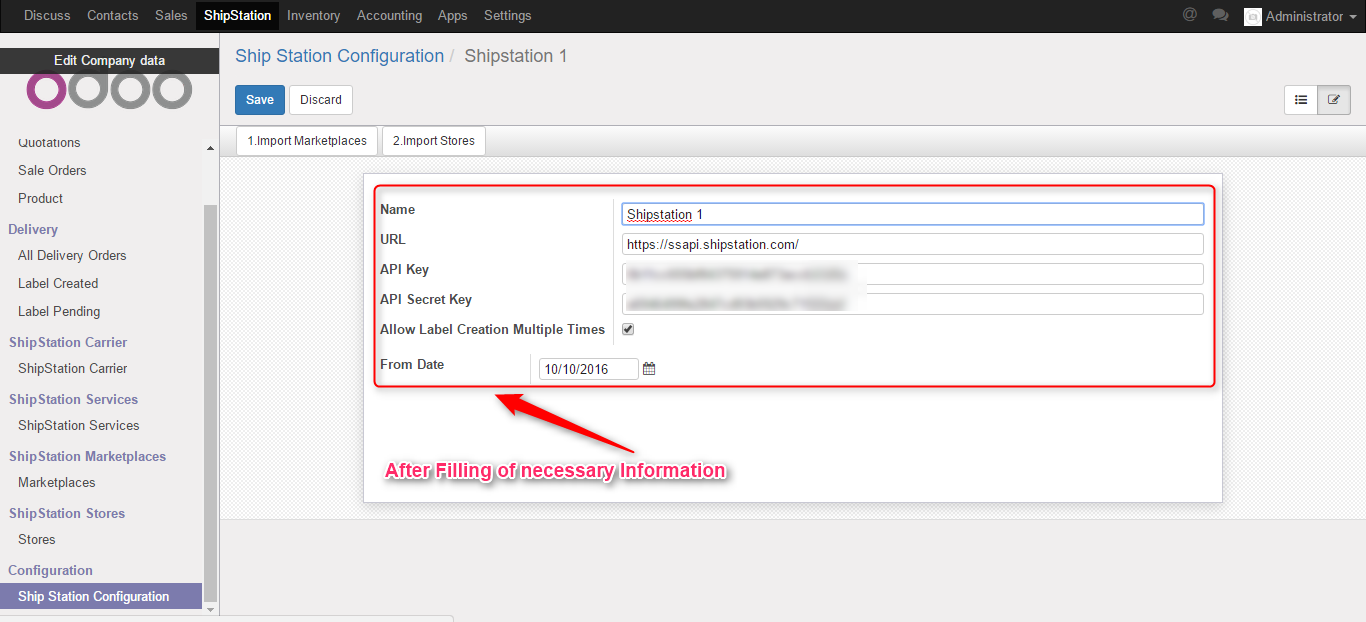 Discuss Contacts Sales ShipStation Inventory Accounting Apps Settings @ Administrator
Edit Company data
odoo
Quotations
Sale Orders
Product
Delivery
All Delivery Orders
Label Created
Label Pending
ShipStation Carrier
ShipStation Carrier
ShipStation Services
ShipStation Services
ShipStation Marketplaces
Marketplaces
ShipStation Stores
Stores
Configuration
Ship Station Configuration
Ship Station Configuration / Shipstation 1
Save Discard
1.Import Marketplaces 2.Import Stores
Name Shipstation 1
URL https://ssapi.shipstation.com/
API Key
API Secret Key
Allow Label Creation Multiple Times
From Date 10/10/2016
After Filling of necessary Information